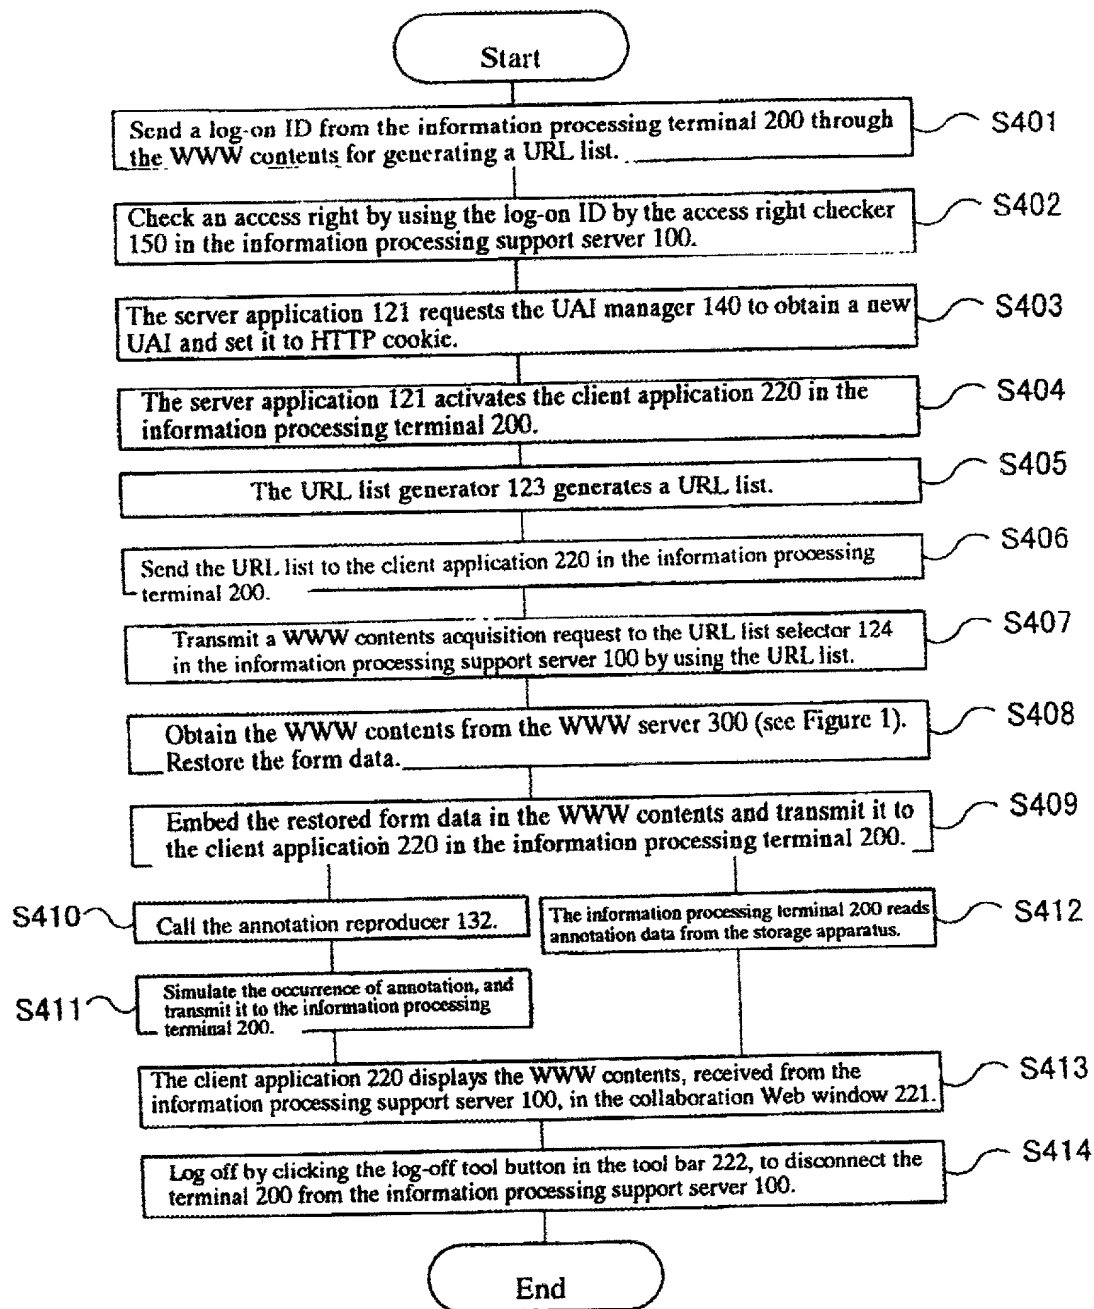 Start
Send a log-on ID from the information processing terminal 200 through
the WWW contents for generating a URL list.
S401
Check an access right by using the log-on ID by the access right checker
150 in the information processing support server 100.
S402
The server application 121 requests the UAI manager 140 to obtain a new
UAI and set it to HTTP cookie.
S403
The server application 121 activates the client application 220 in the
information processing terminal 200.
S404
The URL list generator 123 generates a URL list.
S405
Send the URL list to the client application 220 in the information processing
terminal 200.
S406
Transmit a WWW contents acquisition request to the URL list selector 124
in the information processing support server 100 by using the URL list.
S407
Obtain the WWW contents from the WWW server 300 (see Figure 1).
Restore the form data.
S408
Embed the restored form data in the WWW contents and transmit it to
the client application 220 in the information processing terminal 200.
S409
S410
Call the annotation reproducer 132.
The information processing terminal 200 reads
annotation data from the storage apparatus.
S412
S411
Simulate the occurrence of annotation, and
transmit it to the information processing
terminal 200.
The client application 220 displays the WWW contents, received from the
information processing support server 100, in the collaboration Web window 221.
S413
Log off by clicking the log-off tool button in the tool bar 222, to disconnect the
terminal 200 from the information processing support server 100.
S414
End